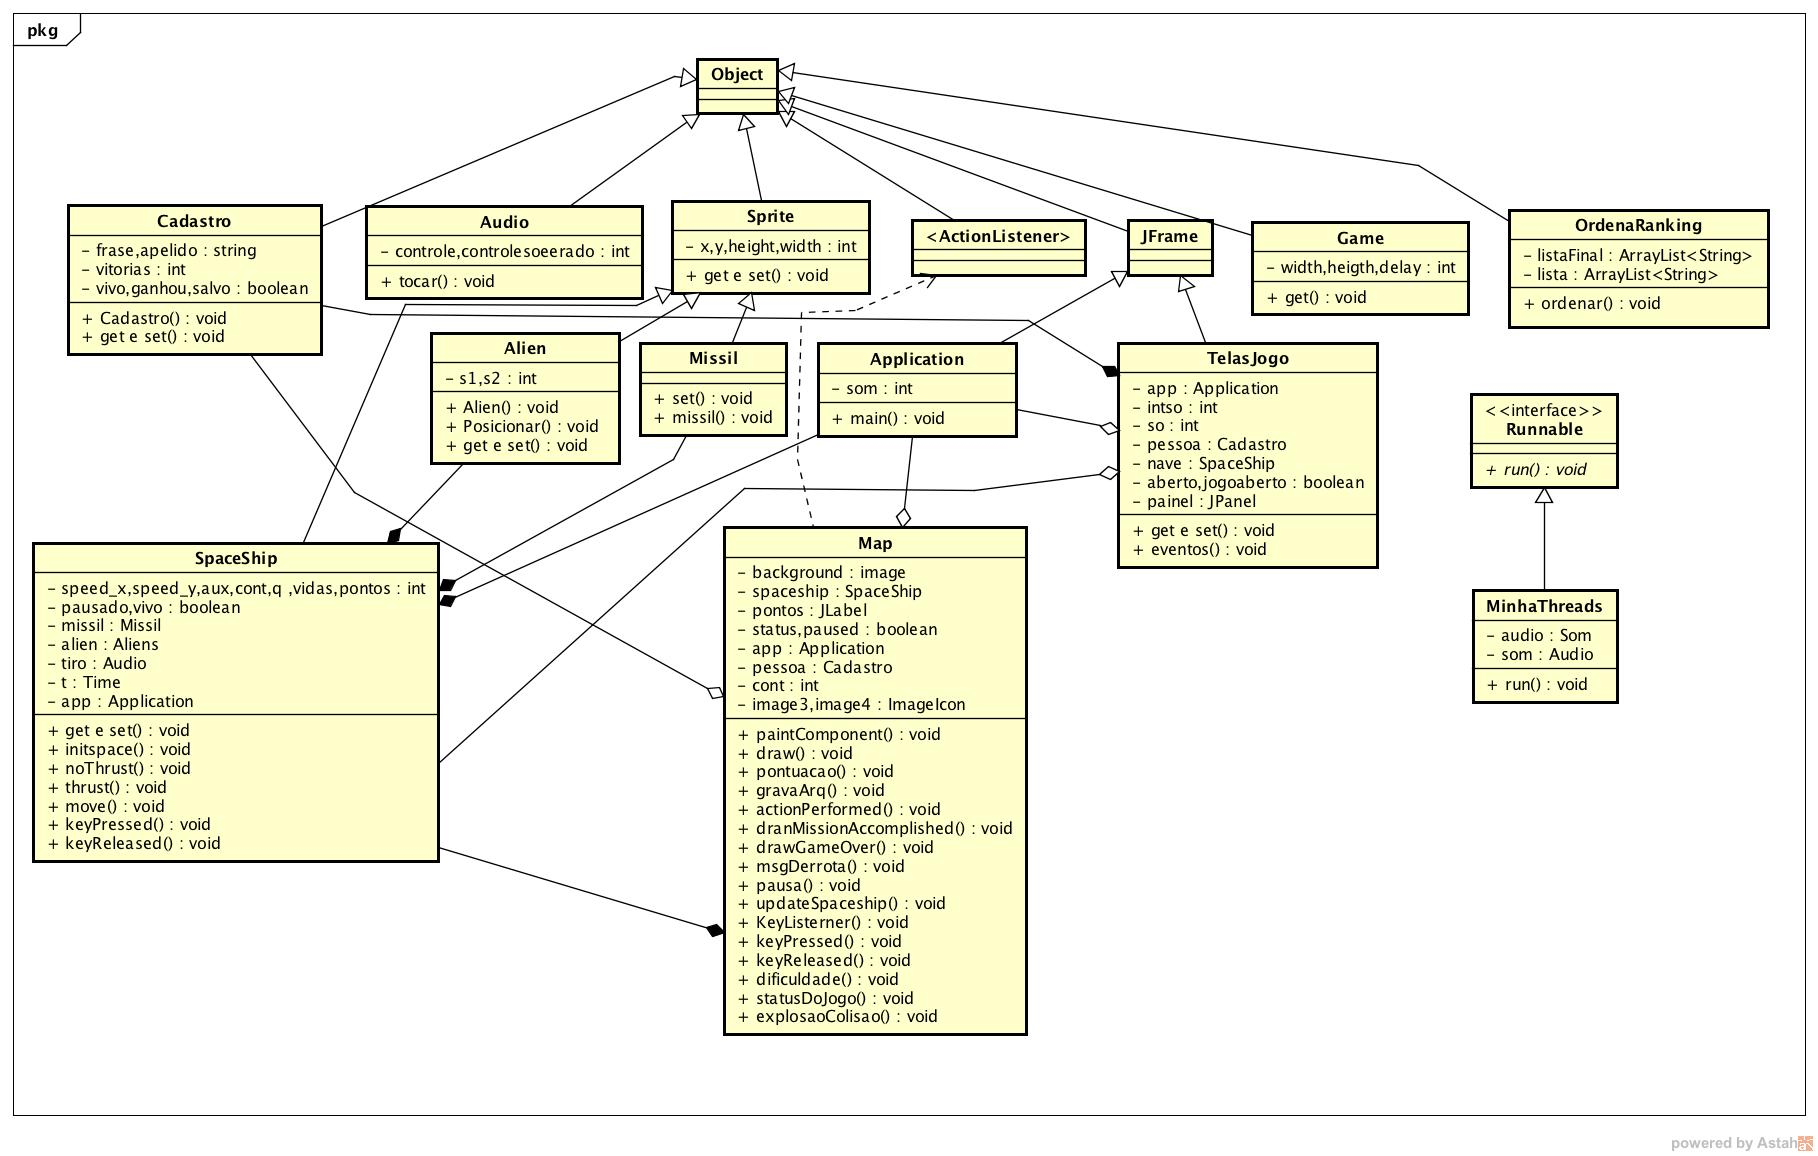 pkg
Object
Cadastro
- frase,apelido : string
- vitorias : int
- vivo,ganhou,salvo : boolean
+ Cadastro() : void
+ get e set() : void
Audio
- controle,controlesoeerado : int
+ tocar() : void
Sprite
- x,y,height,width : int
+ get e set() : void
<ActionListener>
JFrame
Game
- width,heigth,delay : int
+ get() : void
OrdenaRanking
- listaFinal : ArrayList<String>
- lista : ArrayList<String>
+ ordenar() : void
Alien
- s1,s2 : int
+ Alien() : void
+ Posicionar() : void
+ get e set() : void
Missil
+ set() : void
+ missil() : void
Application
- som : int
+ main() : void
TelasJogo
- app : Application
- intso : int
- so : int
- pessoa : Cadastro
- nave : SpaceShip
- aberto,jogoaberto : boolean
- painel : JPanel
+ get e set() : void
+ eventos() : void
<<interface>>
Runnable
+ run() : void
SpaceShip
- speed_x,speed_y,aux,cont,q ,vidas,pontos : int
- pausado,vivo : boolean
- missil : Missil
- alien : Aliens
- tiro : Audio
- t : Time
- app : Application
+ get e set() : void
+ initspace() : void
+ noThrust() : void
+ thrust() : void
+ move() : void
+ keyPressed() : void
+ keyReleased() : void
Map
- background : image
- spaceship : SpaceShip
- pontos : JLabel
- status,paused : boolean
- app : Application
- pessoa : Cadastro
- cont : int
- image3,image4 : ImageIcon
+ paintComponent() : void
+ draw() : void
+ pontuacao() : void
+ gravaArq() : void
+ actionPerformed() : void
+ dranMissionAccomplished() : void
+ drawGameOver() : void
+ msgDerrota() : void
+ pausa() : void
+ updateSpaceship() : void
+ KeyListerner() : void
+ keyPressed() : void
+ keyReleased() : void
+ dificuldade() : void
+ statusDoJogo() : void
+ explosaoColisao() : void
MinhaThreads
- audio : Som
- som : Audio
+ run() : void
powered by Astah